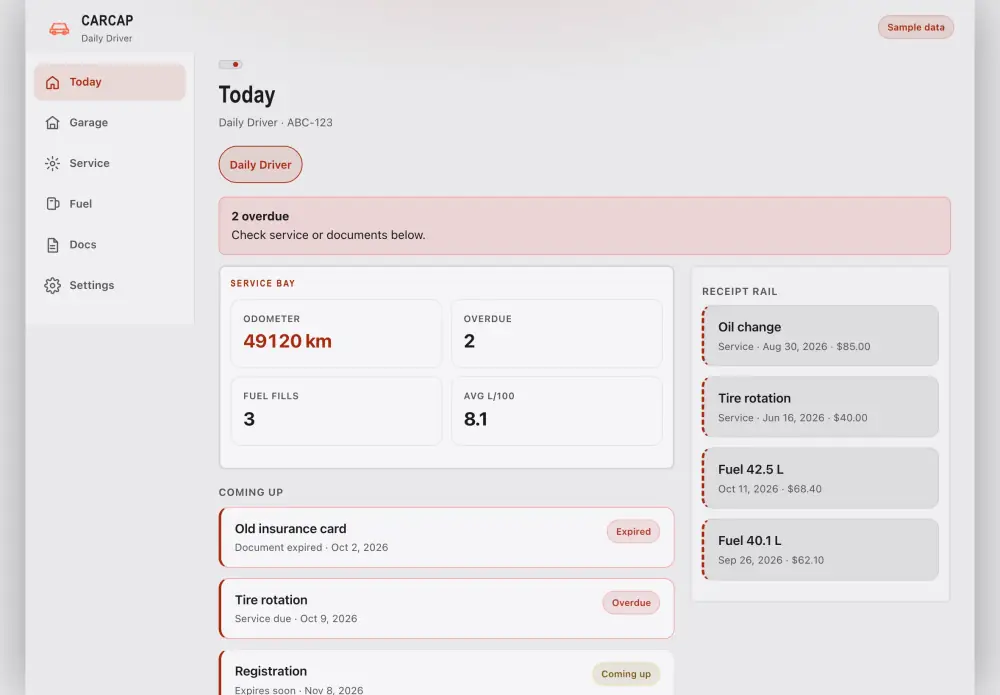 CARCAP
Daily Driver
Sample data
Today
Garage
Service
Fuel
Docs
Settings
Today
Daily Driver · ABC-123
Daily Driver
2 overdue
Check service or documents below.
SERVICE BAY
ODOMETER
49120 km
OVERDUE
2
FUEL FILLS
3
AVG L/100
8.1
COMING UP
Old insurance card
Document expired · Oct 2, 2026
Expired
Tire rotation
Service due · Oct 9, 2026
Overdue
Registration
Expires soon · Nov 8, 2026
Coming up
RECEIPT RAIL
Oil change
Service · Aug 30, 2026 · $85.00
Tire rotation
Service · Jun 16, 2026 · $40.00
Fuel 42.5 L
Oct 11, 2026 · $68.40
Fuel 40.1 L
Sep 26, 2026 · $62.10